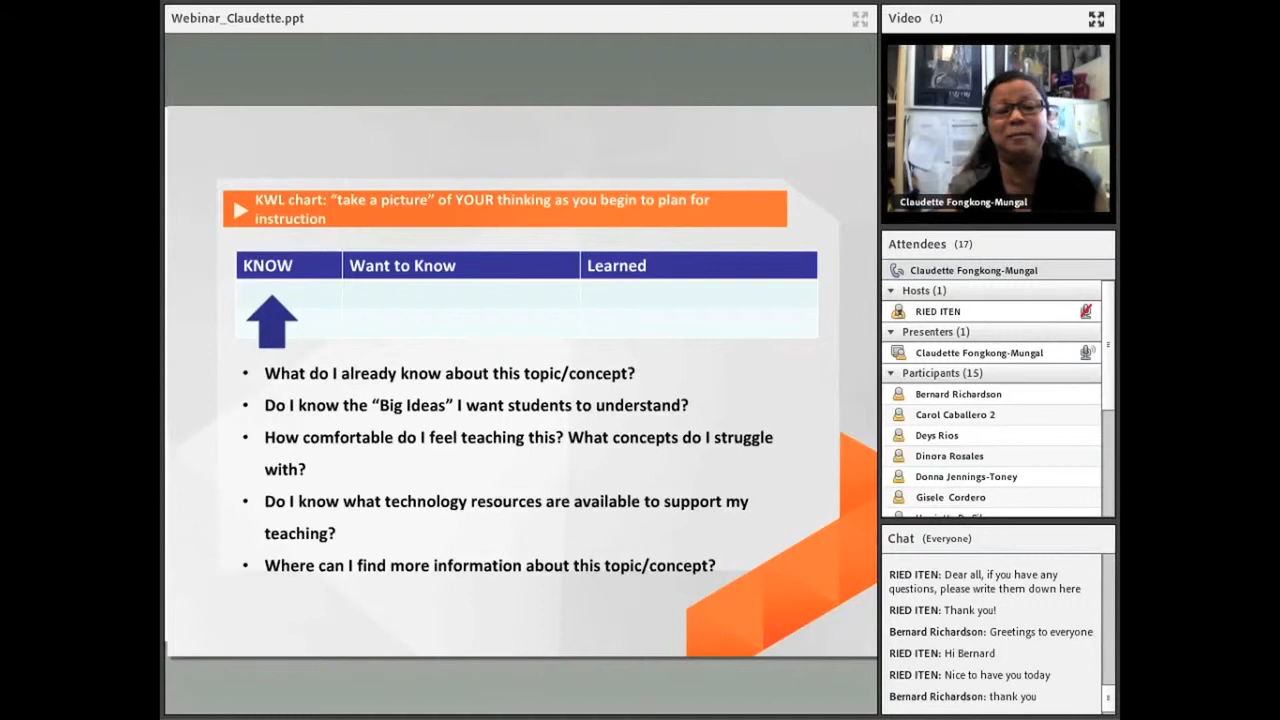 Webinar_Claudette.ppt
KWL chart: “take a picture” of YOUR thinking as you begin to plan for
instruction
KNOW Want to Know Learned
• What do I already know about this topic/concept?
• Do I know the “Big Ideas” I want students to understand?
• How comfortable do I feel teaching this? What concepts do I struggle
with?
• Do I know what technology resources are available to support my
teaching?
• Where can I find more information about this topic/concept?
Video (1)
Claudette Fongkong-Mungal
Attendees (17)
Claudette Fongkong-Mungal
Hosts (1)
RIED ITEN
Presenters (1)
Claudette Fongkong-Mungal
Participants (15)
Bernard Richardson
Carol Caballero 2
Deys Rios
Dinora Rosales
Donna Jennings-Toney
Gisele Cordero
Chat (Everyone)
RIED ITEN: Dear all, if you have any
questions, please write them down here
RIED ITEN: Thank you!
Bernard Richardson: Greetings to everyone
RIED ITEN: Hi Bernard
RIED ITEN: Nice to have you today
Bernard Richardson: thank you